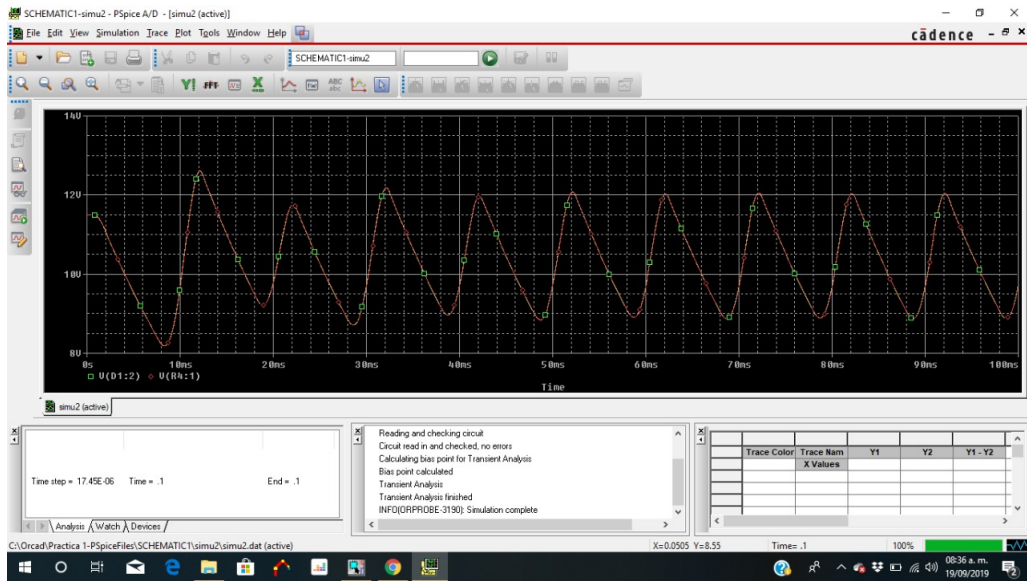 SCHEMATIC1-simu2 - PSpice A/D - [simu2 (active)]
File Edit View Simulation Trace Plot Tools Window Help
cādence
SCHEMATIC1-simu2
14V
12V
10V
8V
0s 10ms 20ms 30ms 40ms 50ms 60ms 70ms 80ms 90ms 100ms
V(D1:2) V(R4:1)
Time
simu2 (active)
Time step = 17.45E-06 Time = .1 End = .1
Analysis Watch Devices
Reading and checking circuit
Circuit read in and checked, no errors
Calculating bias point for Transient Analysis
Bias point calculated
Transient Analysis
Transient Analysis finished
INFO(ORPROBE-3190): Simulation complete
Trace Color Trace Nam Y1 Y2 Y1 - Y2
X Values
C:\Orcad\Practica 1-PSpiceFiles\SCHEMATIC1\simu2\simu2.dat (active) X=0.0505 Y=8.55 Time= .1 100%
08:36 a. m.
19/09/2019